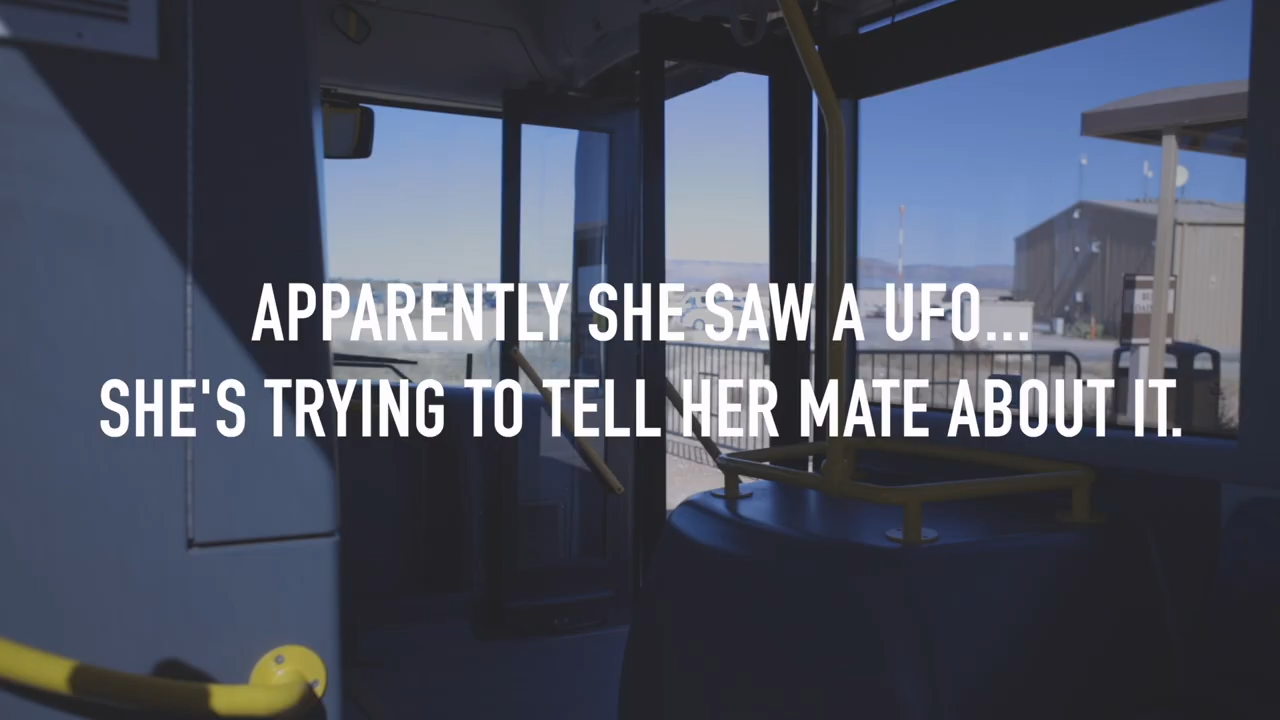 APPARENTLY SHE SAW A UFO...
SHE'S TRYING TO TELL HER MATE ABOUT IT.